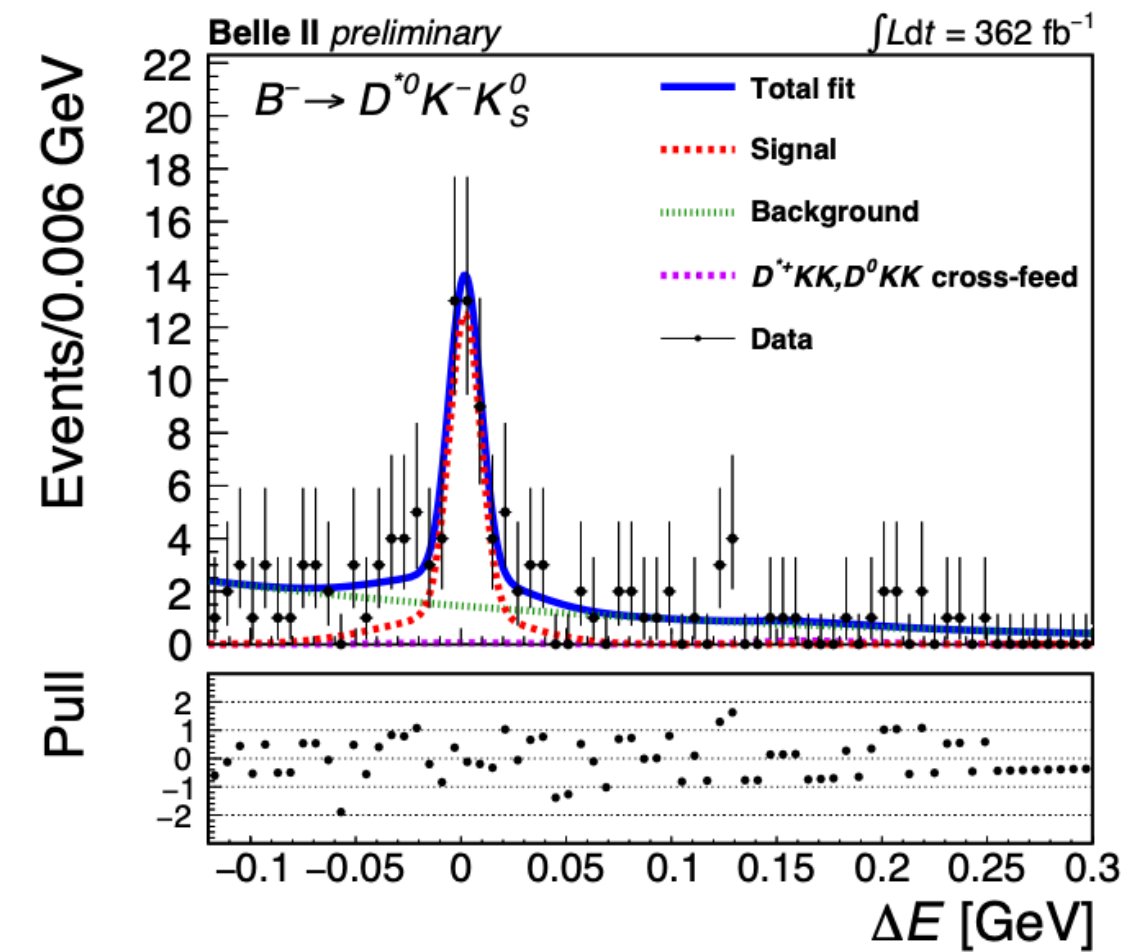 Belle II preliminary ∫Ldt = 362 fb⁻¹
B⁻ → D*⁰K⁻K⁰_S
Total fit
Signal
Background
D*⁺KK,D⁰KK cross-feed
Data
Events/0.006 GeV
22
20
18
16
14
12
10
8
6
4
2
0
Pull
2
1
0
−1
−2
−0.1 −0.05 0 0.05 0.1 0.15 0.2 0.25 0.3
ΔE [GeV]